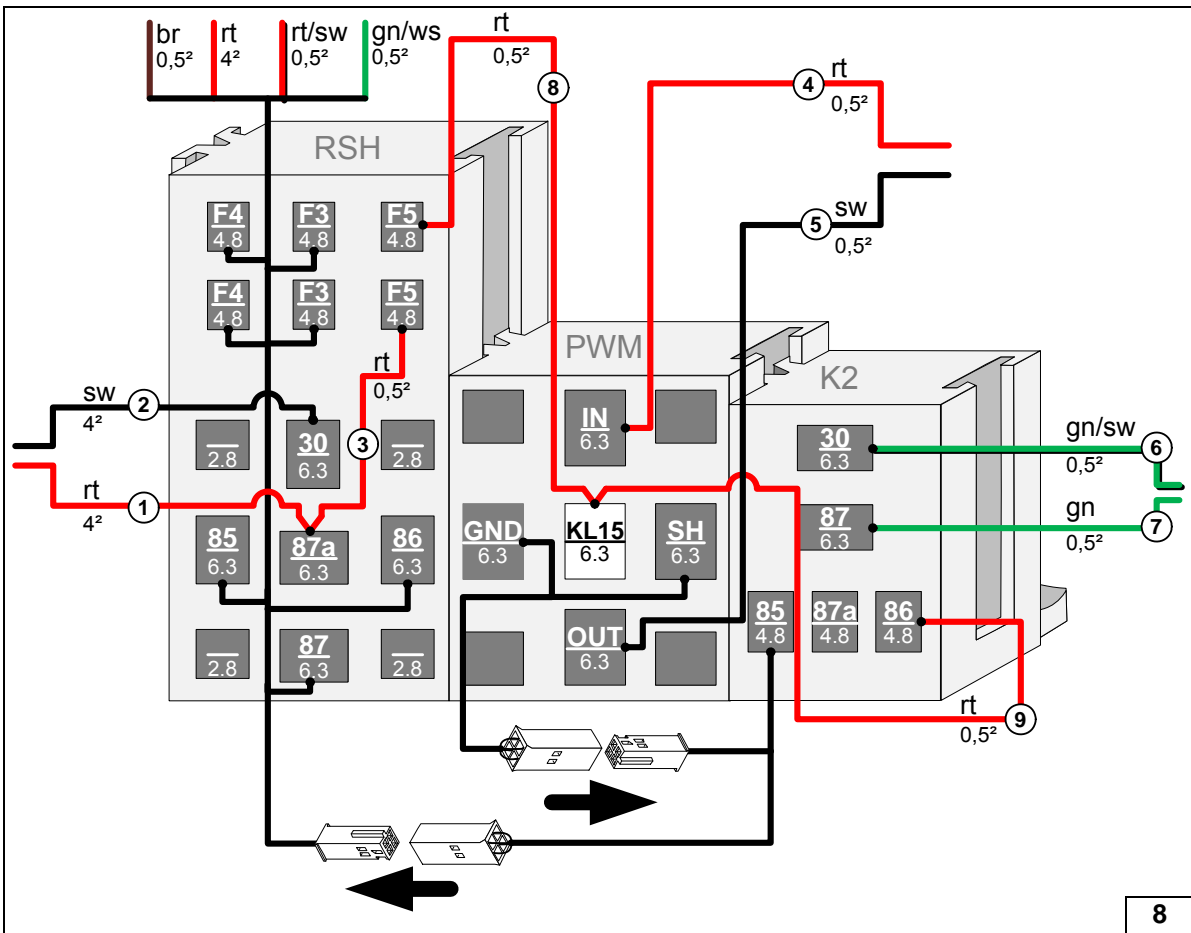 br
0,5²
rt
4²
rt/sw
0,5²
gn/ws
0,5²
rt
0,5²
8
4
rt
0,5²
RSH
F4
4.8
F3
4.8
F5
4.8
5
sw
0,5²
F4
4.8
F3
4.8
F5
4.8
rt
0,5²
PWM
K2
sw
4²
2
2.8
30
6.3
3
2.8
IN
6.3
30
6.3
gn/sw
0,5²
6
rt
4²
1
85
6.3
87a
6.3
86
6.3
GND
6.3
KL15
6.3
SH
6.3
87
6.3
gn
0,5²
7
2.8
87
6.3
2.8
OUT
6.3
85
4.8
87a
4.8
86
4.8
rt
0,5²
9
8